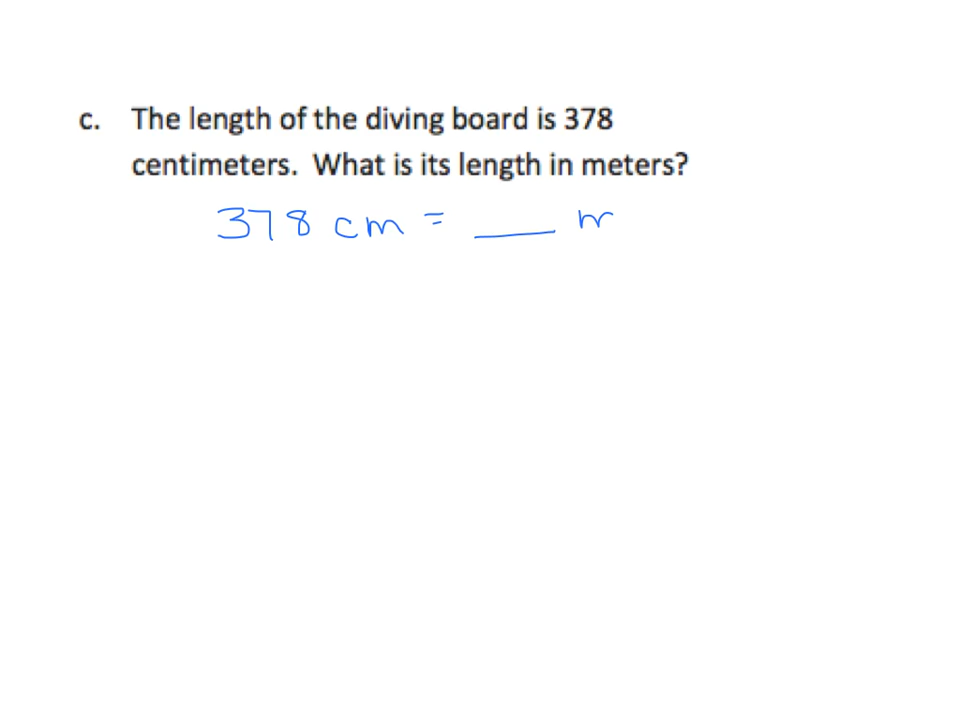 c. The length of the diving board is 378
centimeters. What is its length in meters?
378 cm = ___ m